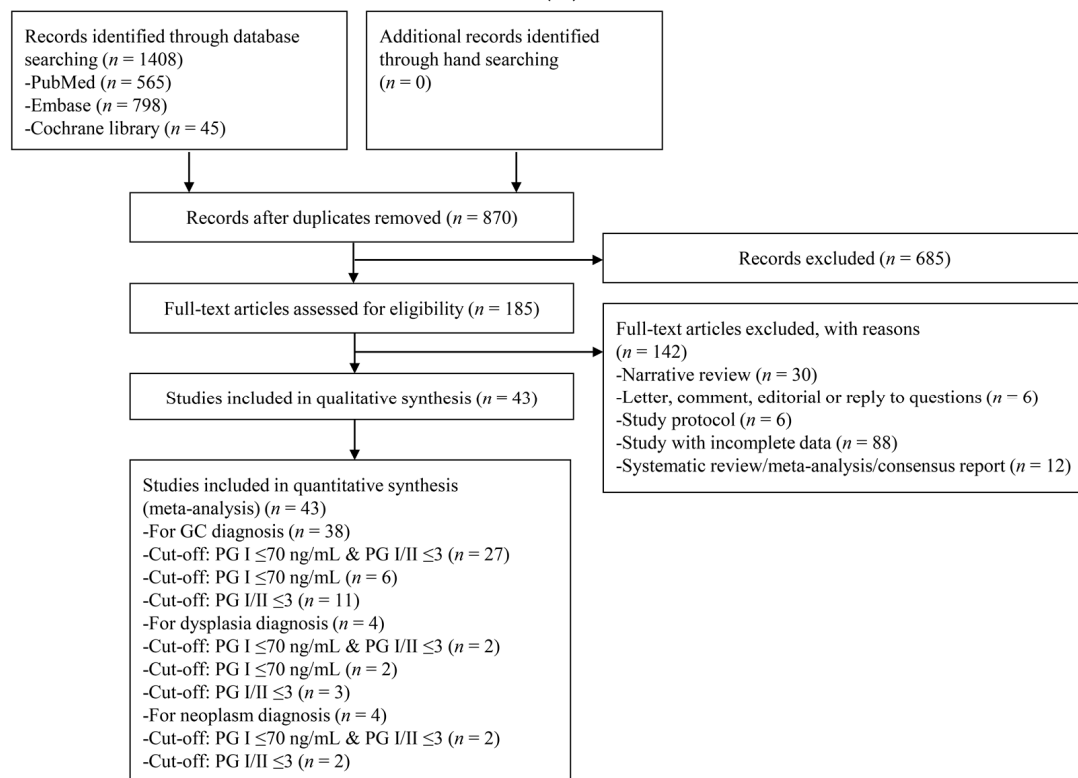 Records identified through database
searching (n = 1408)
-PubMed (n = 565)
-Embase (n = 798)
-Cochrane library (n = 45)
Additional records identified
through hand searching
(n = 0)
Records after duplicates removed (n = 870)
Records excluded (n = 685)
Full-text articles assessed for eligibility (n = 185)
Full-text articles excluded, with reasons
(n = 142)
-Narrative review (n = 30)
-Letter, comment, editorial or reply to questions (n = 6)
-Study protocol (n = 6)
-Study with incomplete data (n = 88)
-Systematic review/meta-analysis/consensus report (n = 12)
Studies included in qualitative synthesis (n = 43)
Studies included in quantitative synthesis
(meta-analysis) (n = 43)
-For GC diagnosis (n = 38)
-Cut-off: PG I ≤70 ng/mL & PG I/II ≤3 (n = 27)
-Cut-off: PG I ≤70 ng/mL (n = 6)
-Cut-off: PG I/II ≤3 (n = 11)
-For dysplasia diagnosis (n = 4)
-Cut-off: PG I ≤70 ng/mL & PG I/II ≤3 (n = 2)
-Cut-off: PG I ≤70 ng/mL (n = 2)
-Cut-off: PG I/II ≤3 (n = 3)
-For neoplasm diagnosis (n = 4)
-Cut-off: PG I ≤70 ng/mL & PG I/II ≤3 (n = 2)
-Cut-off: PG I/II ≤3 (n = 2)